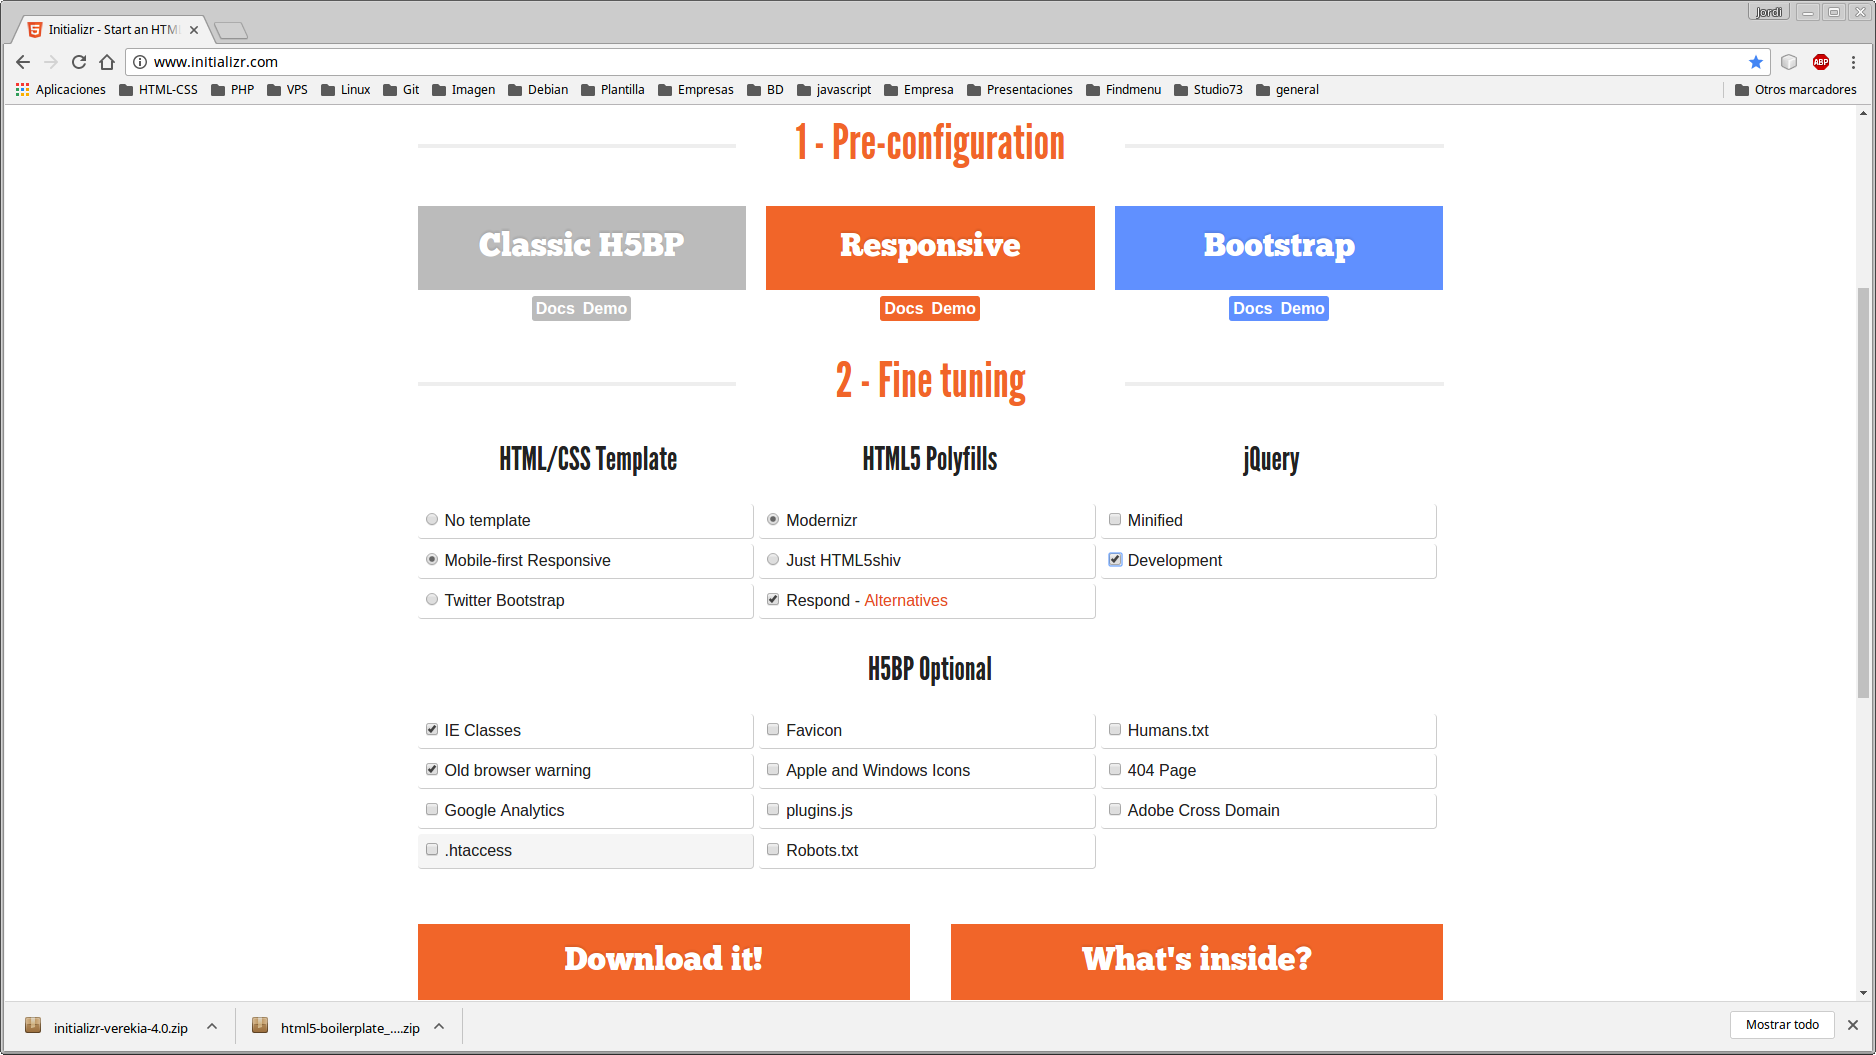 Jordi
Initializr - Start an HTM
www.initializr.com
ABP
Aplicaciones HTML-CSS PHP VPS Linux Git Imagen Debian Plantilla Empresas BD javascript Empresa Presentaciones Findmenu Studio73 general Otros marcadores
1 - Pre-configuration
Classic H5BP Responsive Bootstrap
Docs Demo Docs Demo Docs Demo
2 - Fine tuning
HTML/CSS Template HTML5 Polyfills jQuery
No template Modernizr Minified
Mobile-first Responsive Just HTML5shiv Development
Twitter Bootstrap Respond - Alternatives
H5BP Optional
IE Classes Favicon Humans.txt
Old browser warning Apple and Windows Icons 404 Page
Google Analytics plugins.js Adobe Cross Domain
.htaccess Robots.txt
Download it! What's inside?
initializr-verekia-4.0.zip html5-boilerplate_....zip Mostrar todo